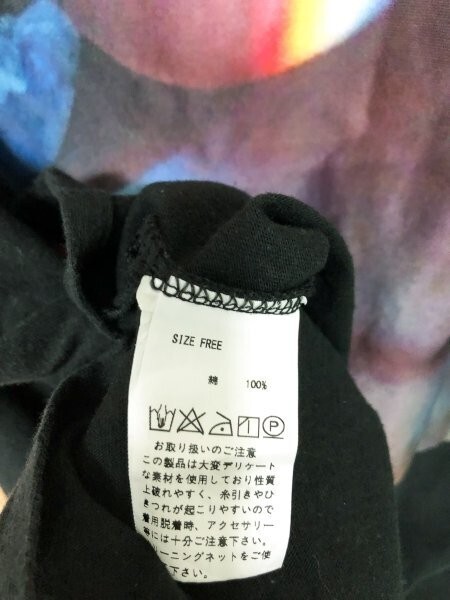 SIZE FREE
綿 100%
P
お取り扱いのご注意
この製品は大変デリケート
な素材を使用しており性質
上破れやすく、糸引きやひ
きつれが起こりやすいので
着用脱着時、アクセサリー
等には十分ご注意下さい。
リーニングネットをご使
下さい。